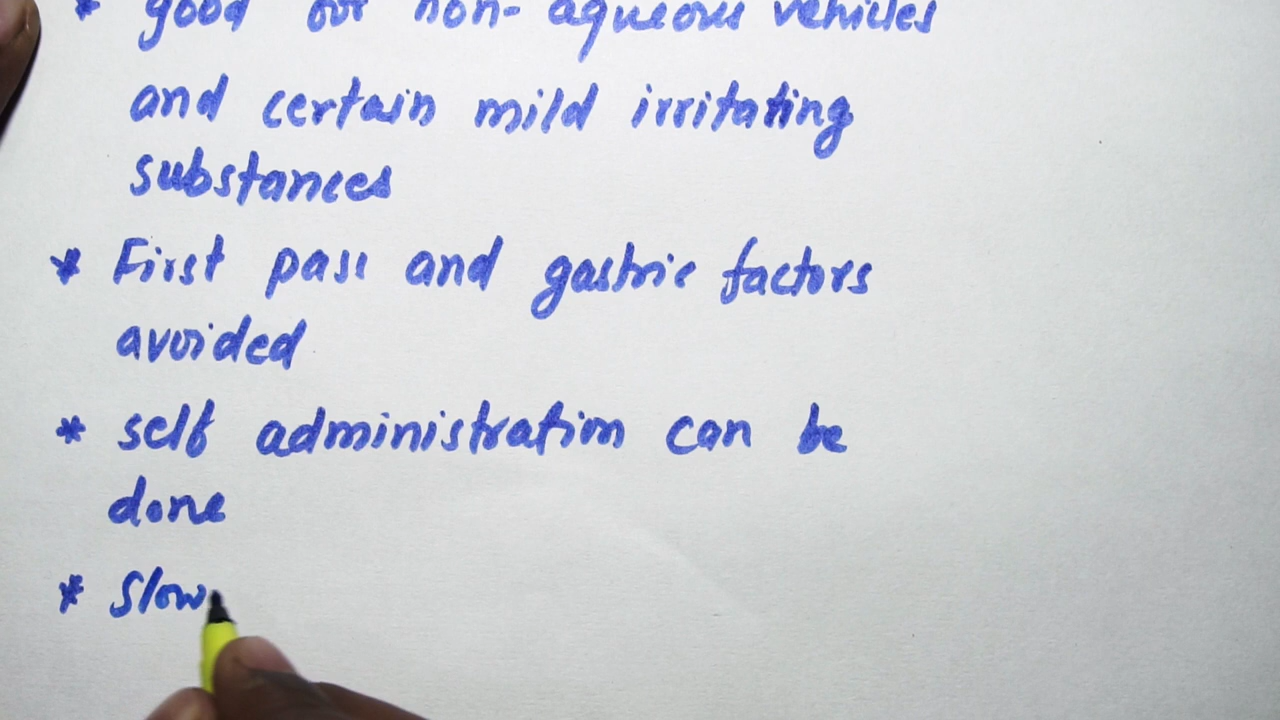 * good for non-aqueous vehicles
and certain mild irritating
substances
* First pass and gastric factors
avoided
* self administration can be
done
* Slow